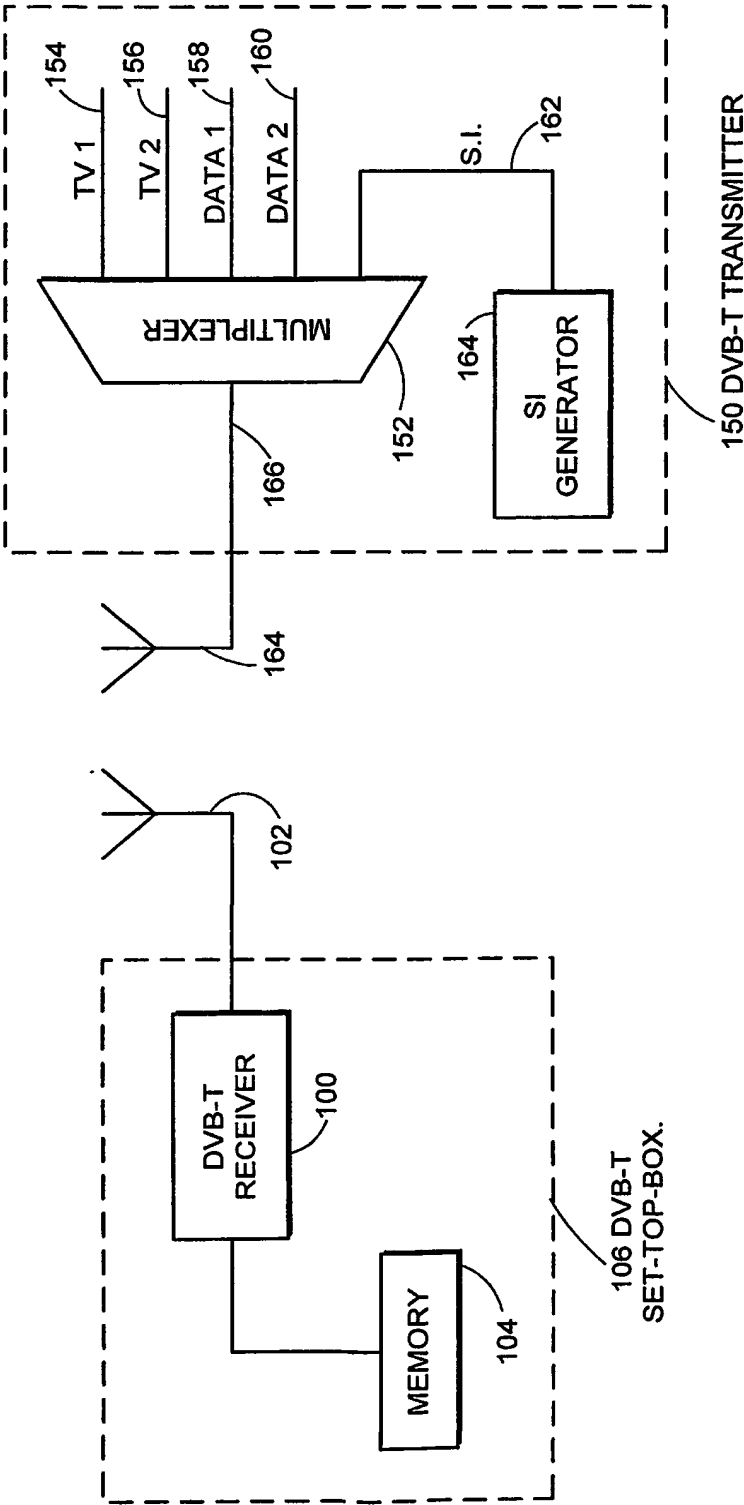 154
TV 1
156
TV 2
158
DATA 1
160
DATA 2
S.I.
162
MULTIPLEXER
152
166
164
SI
GENERATOR
150 DVB-T TRANSMITTER
164
102
DVB-T
RECEIVER
100
MEMORY
104
106 DVB-T
SET-TOP-BOX.